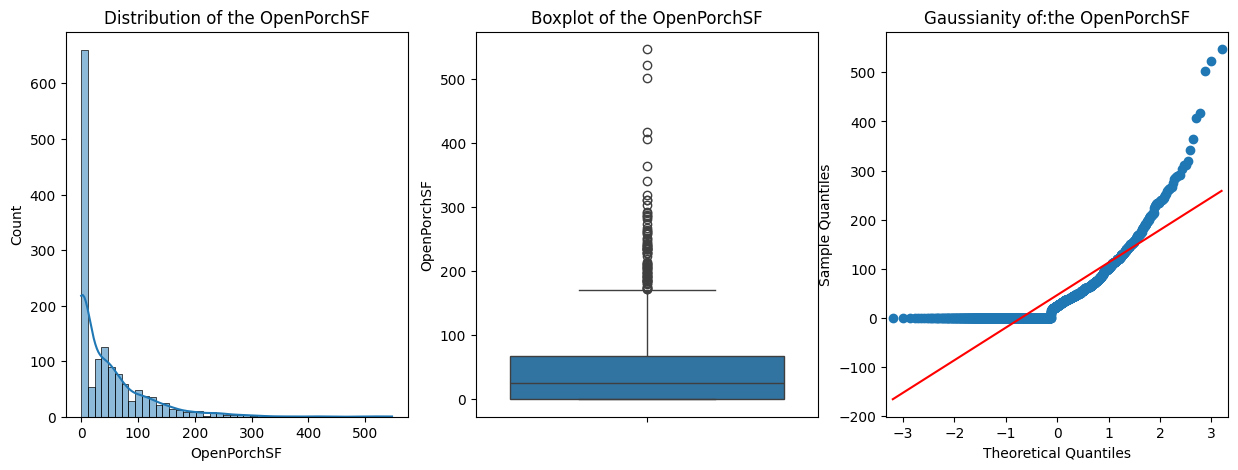 Distribution of the OpenPorchSF
Count
600
500
400
300
200
100
0
0 100 200 300 400 500
OpenPorchSF
Boxplot of the OpenPorchSF
OpenPorchSF
500
400
300
200
100
0
Gaussianity of:the OpenPorchSF
Sample Quantiles
500
400
300
200
100
0
−100
−200
−3 −2 −1 0 1 2 3
Theoretical Quantiles